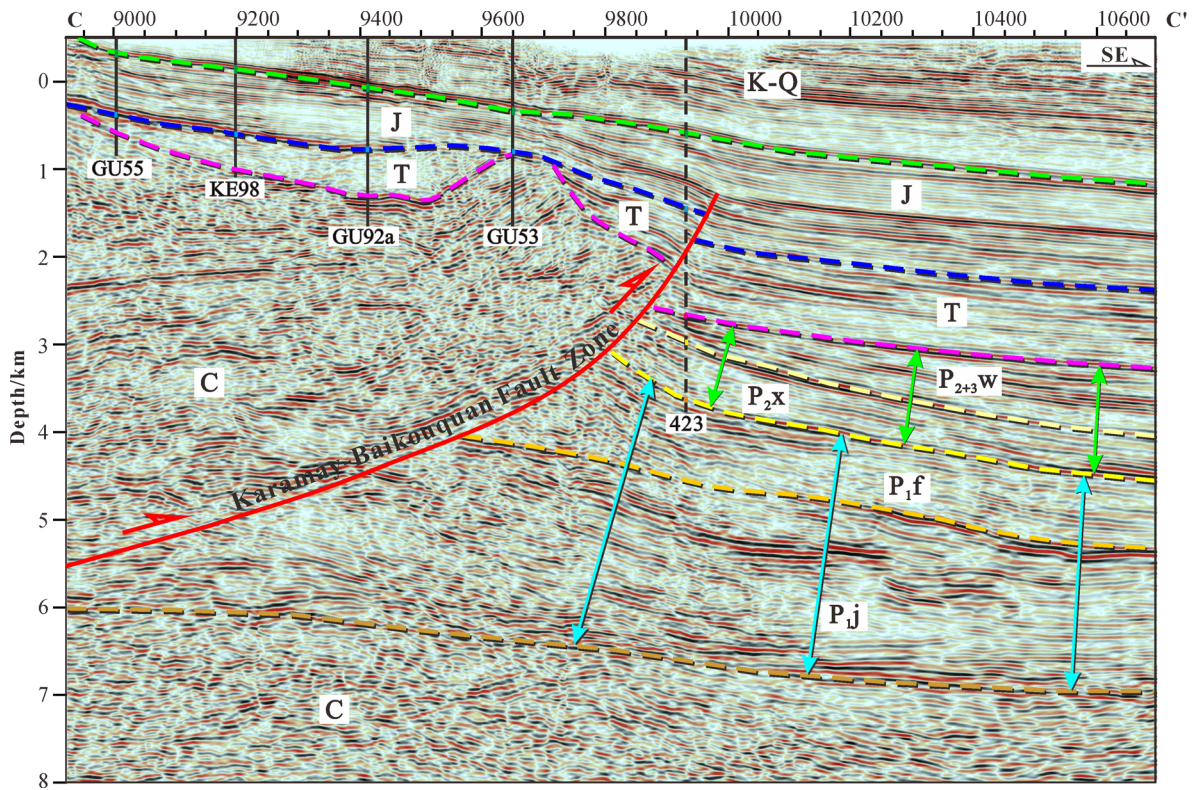 C 9000 9200 9400 9600 9800 10000 10200 10400 10600 C'
SE
K-Q
0
J
GU55
1
T
KE98
J
GU92a
GU53
T
2
T
3
C
P₂₊₃w
P₂x
Depth/km
4
423
Karamay-Baikouquan Fault Zone
P₁f
5
6
P₁j
7
C
8